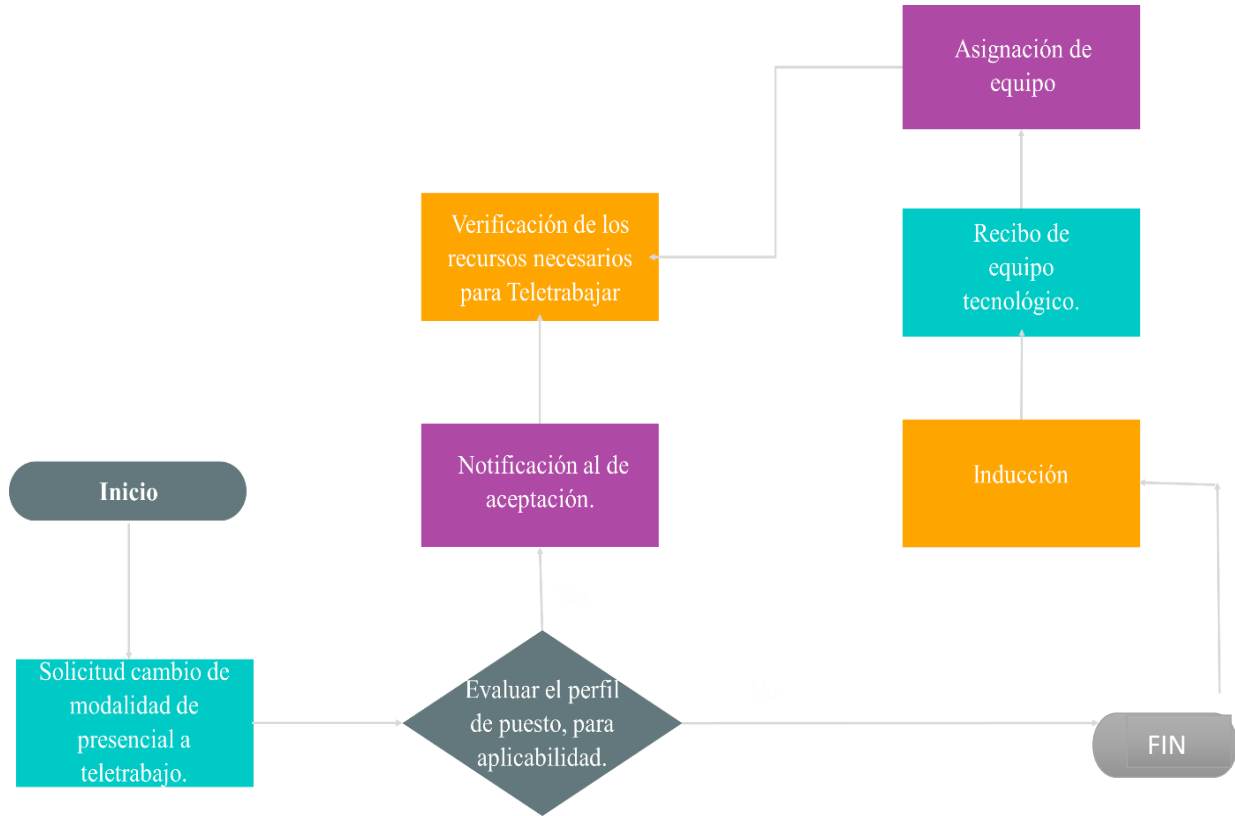 Asignación de
equipo
Verificación de los
recursos necesarios
para Teletrabajar
Recibo de
equipo
tecnológico.
Notificación al de
aceptación.
Inducción
Inicio
Solicitud cambio de
modalidad de
presencial a
teletrabajo.
Evaluar el perfil
de puesto, para
aplicabilidad.
FIN